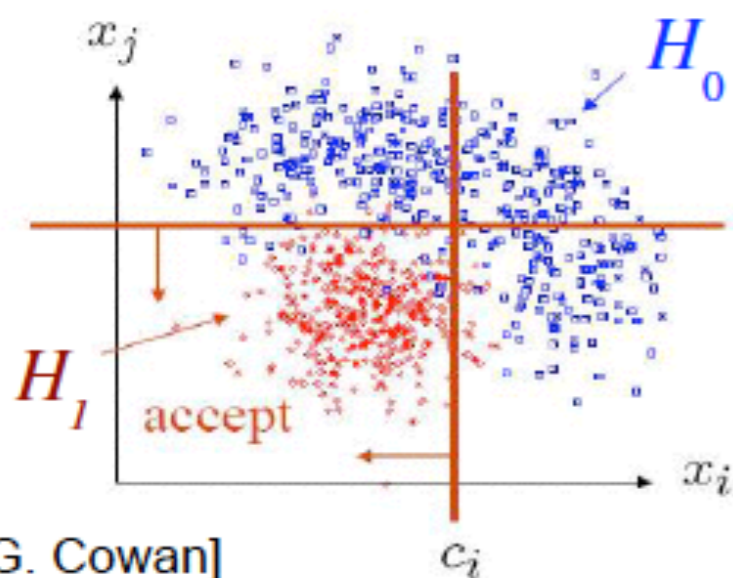 x_j
H_0
H_1
accept
x_i
G. Cowan]
c_i